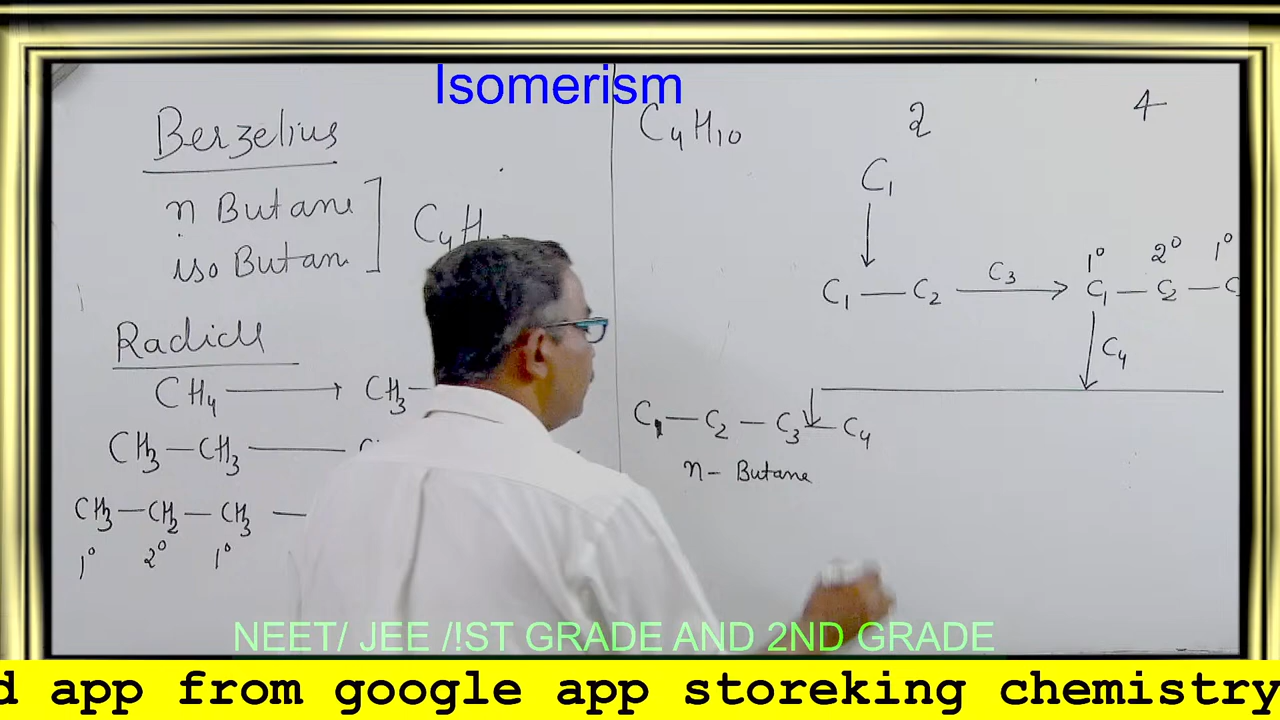 Isomerism
Berzelius
n Butane
iso Butan
C4H
Radicls
CH4 → CH3—
CH3—CH3—
CH3—CH2—CH3—
1° 2° 1°
C4H10 2 4
C1
C1—C2 C3→ 1° 2° 1°
C1—C2—C
C4
C1—C2—C3—C4
n- Butane
NEET/ JEE /!ST GRADE AND 2ND GRADE
d app from google app storeking chemistry